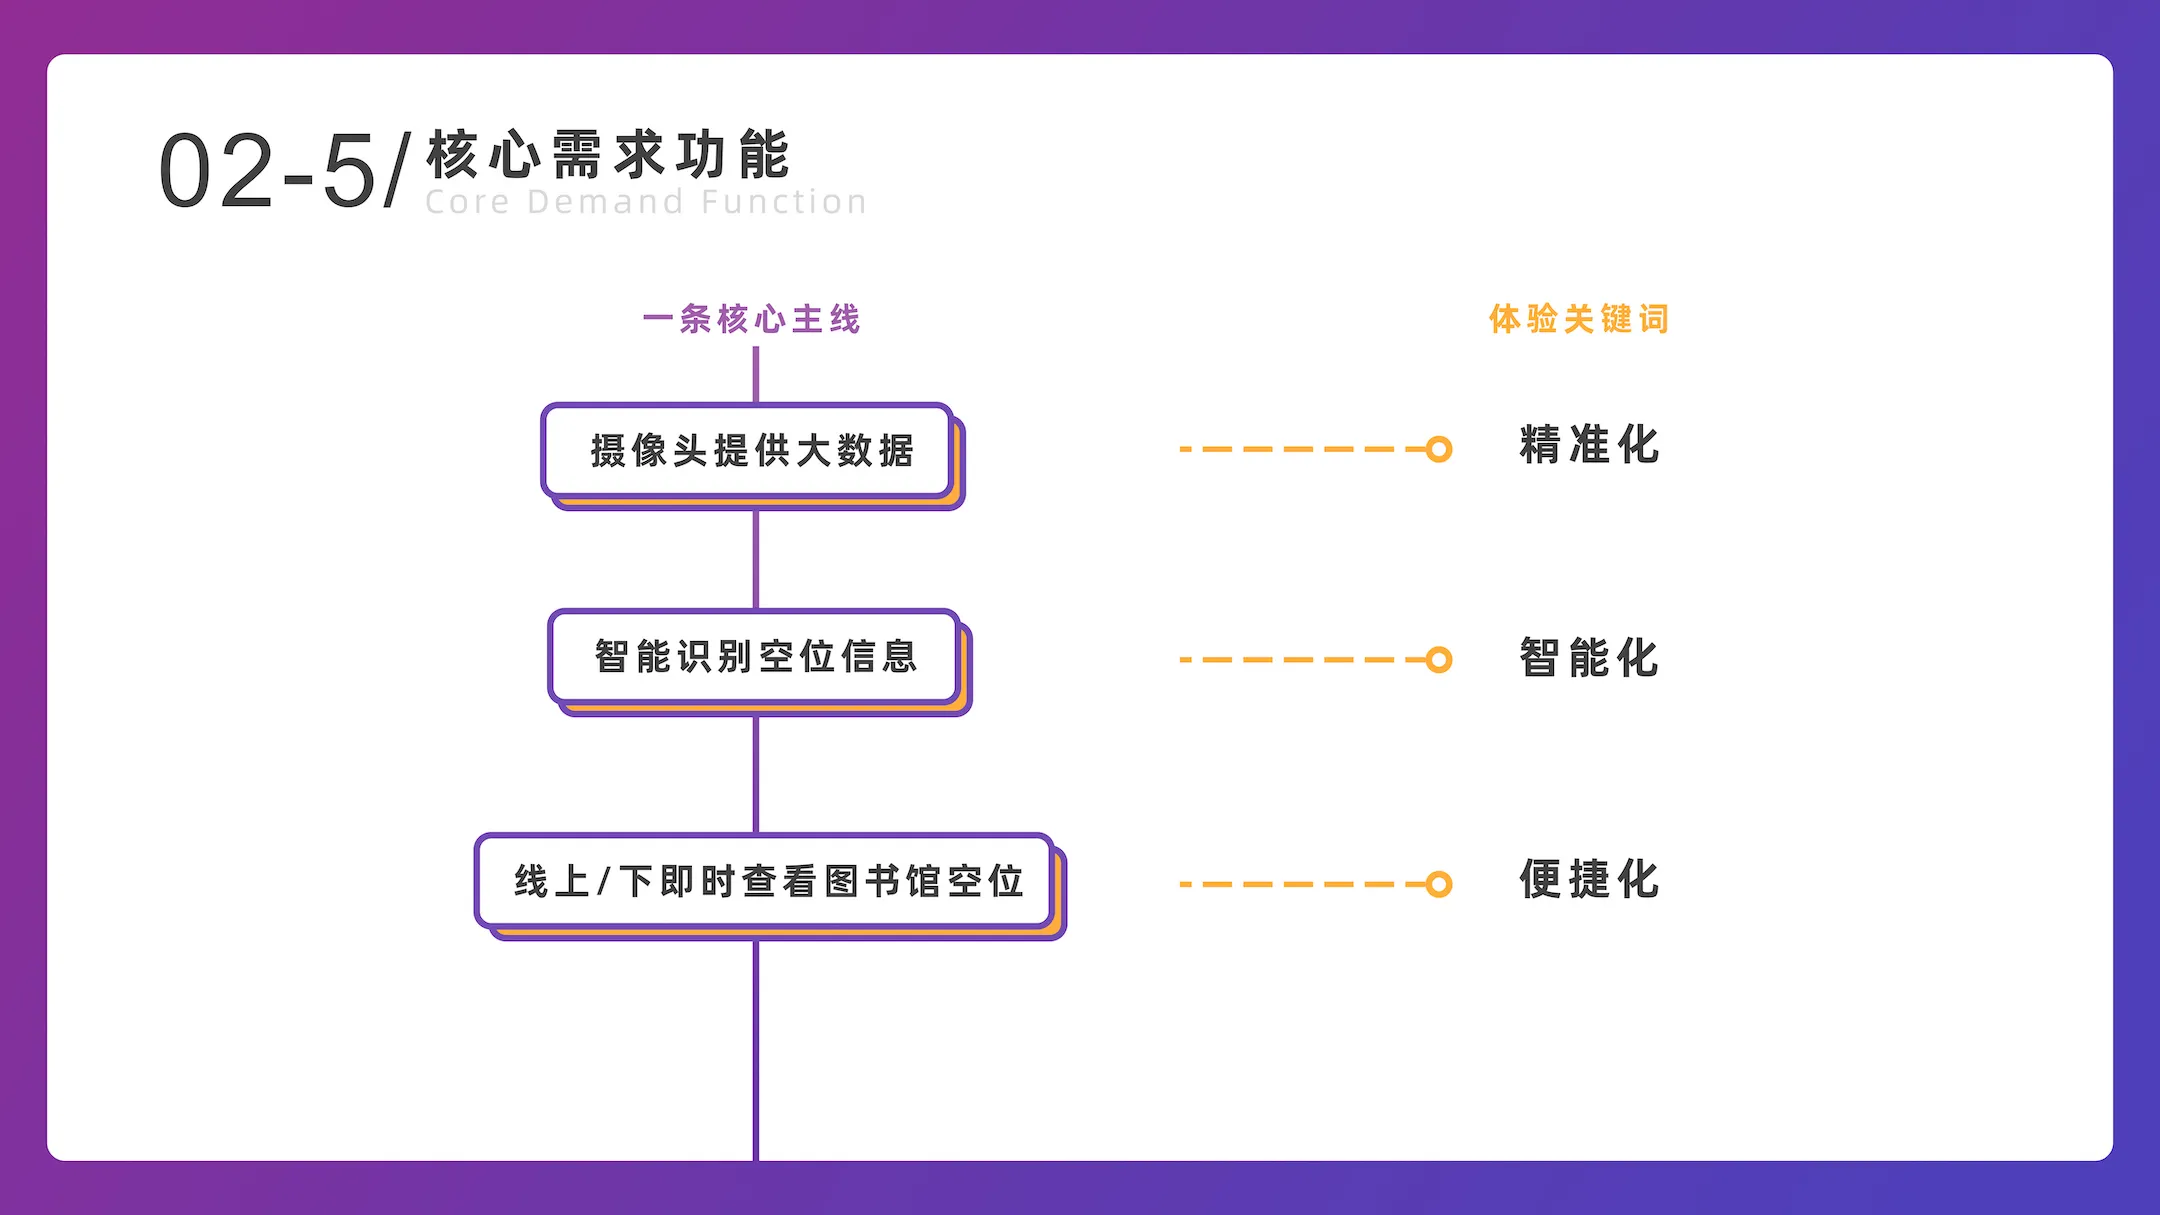 02-5/核心需求功能
Core Demand Function
一条核心主线
体验关键词
摄像头提供大数据
精准化
智能识别空位信息
智能化
线上/下即时查看图书馆空位
便捷化